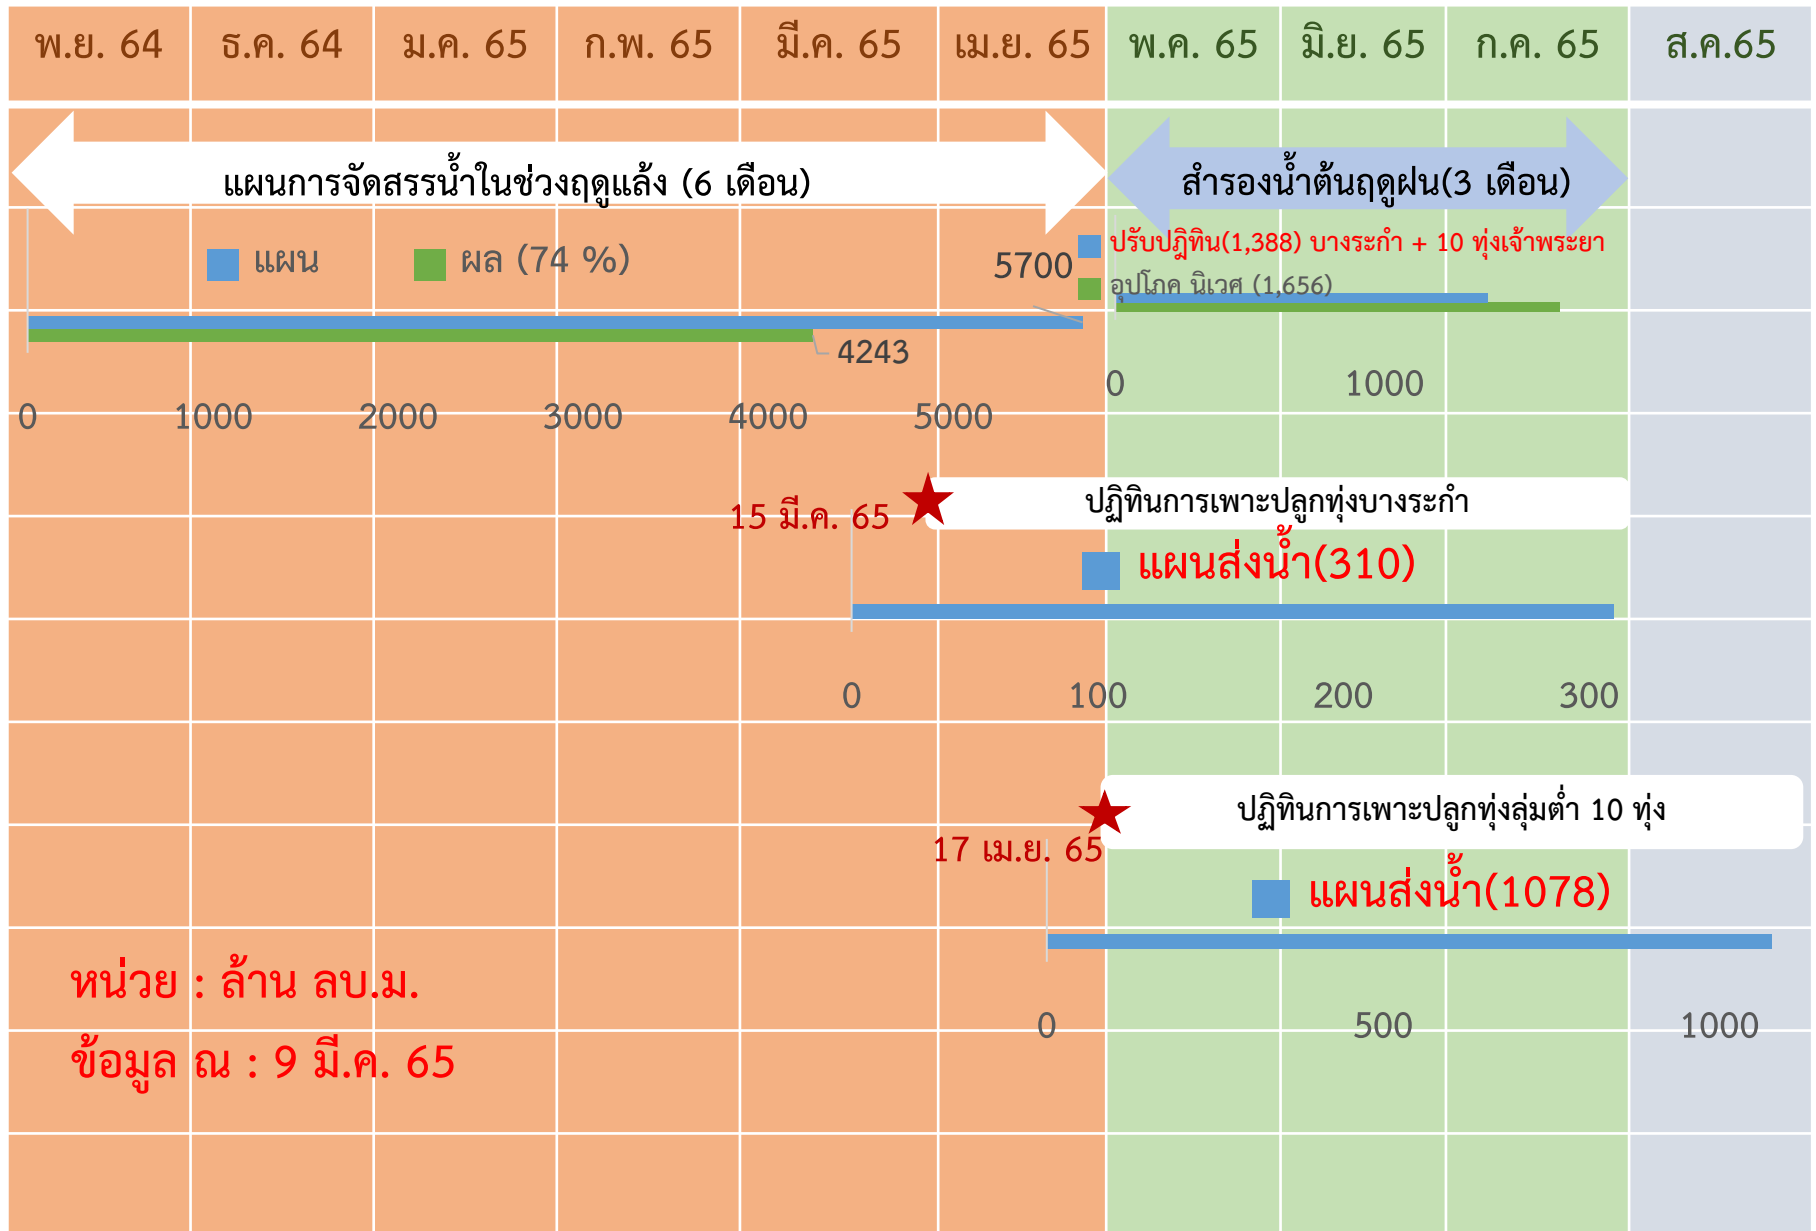 พ.ย. 64 ธ.ค. 64 ม.ค. 65 ก.พ. 65 มี.ค. 65 เม.ย. 65 พ.ค. 65 มิ.ย. 65 ก.ค. 65 ส.ค.65
แผนการจัดสรรน้ำในช่วงฤดูแล้ง (6 เดือน)
สำรองน้ำต้นฤดูฝน(3 เดือน)
แผน ผล (74 %)
5700
4243
0 1000 2000 3000 4000 5000
ปรับปฎิทิน(1,388) บางระกำ + 10 ทุ่งเจ้าพระยา
อุปโภค นิเวศ (1,656)
0 1000
15 มี.ค. 65
ปฏิทินการเพาะปลูกทุ่งบางระกำ
แผนส่งน้ำ(310)
0 100 200 300
17 เม.ย. 65
ปฏิทินการเพาะปลูกทุ่งลุ่มต่ำ 10 ทุ่ง
แผนส่งน้ำ(1078)
0 500 1000
หน่วย : ล้าน ลบ.ม.
ข้อมูล ณ : 9 มี.ค. 65